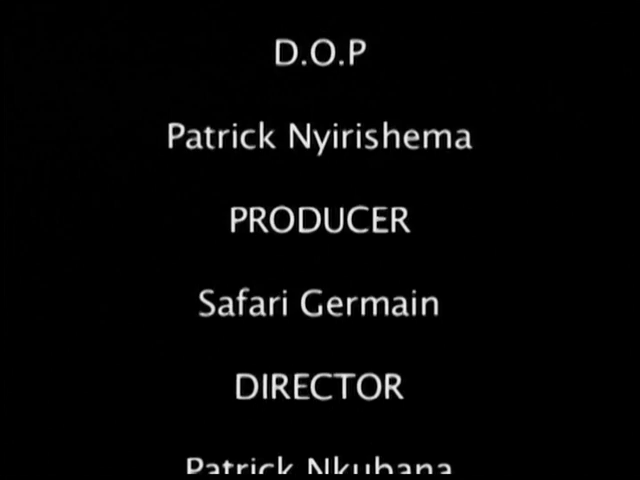 D.O.P
Patrick Nyirishema
PRODUCER
Safari Germain
DIRECTOR
Patrick Nkubana